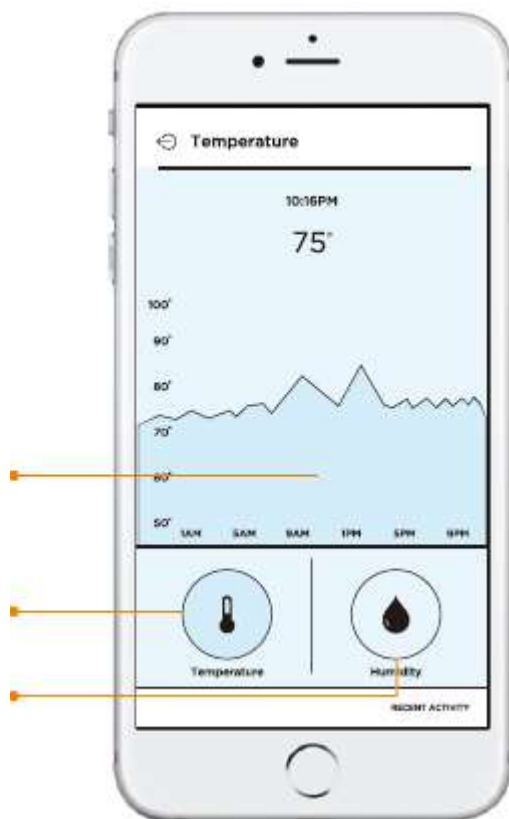 Temperature
10:16PM
75°
100°
90°
80°
70°
60°
50°
1AM 5AM 9AM 1PM 5PM 9PM
Temperature Humidity
RECENT ACTIVITY